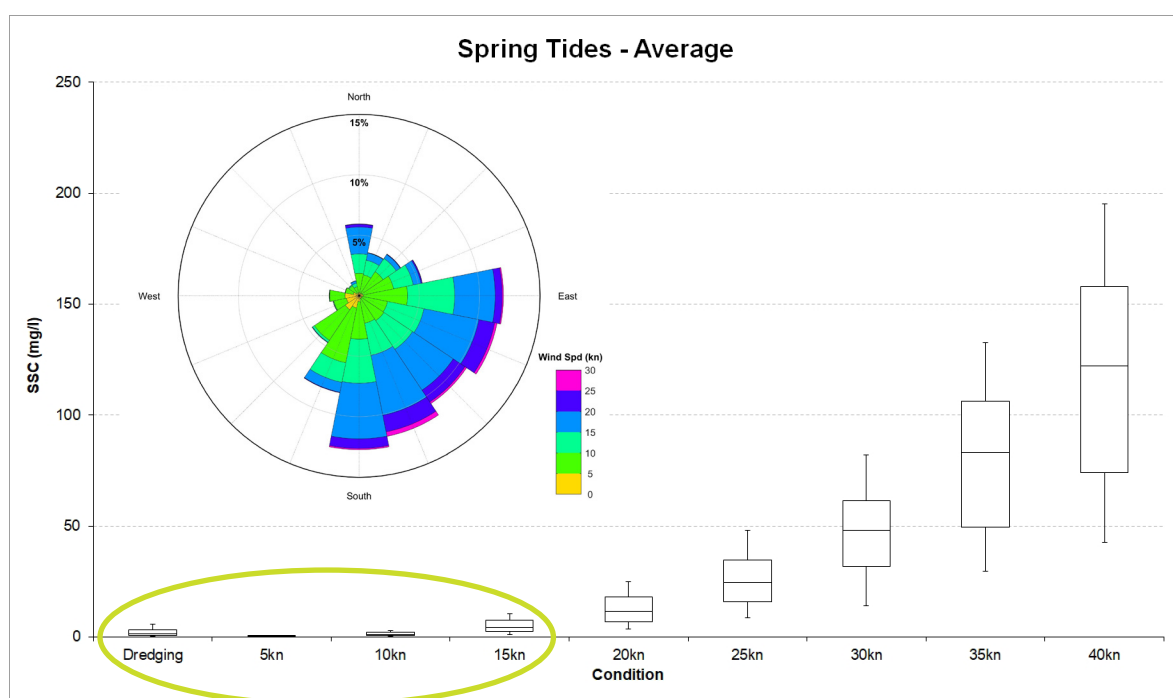 Spring Tides - Average
250
200
150
100
50
0
SSC (mg/l)
North
15%
10%
5%
West
East
South
Wind Spd (kn)
30
25
20
15
10
5
0
Dredging 5kn 10kn 15kn 20kn 25kn 30kn 35kn 40kn
Condition